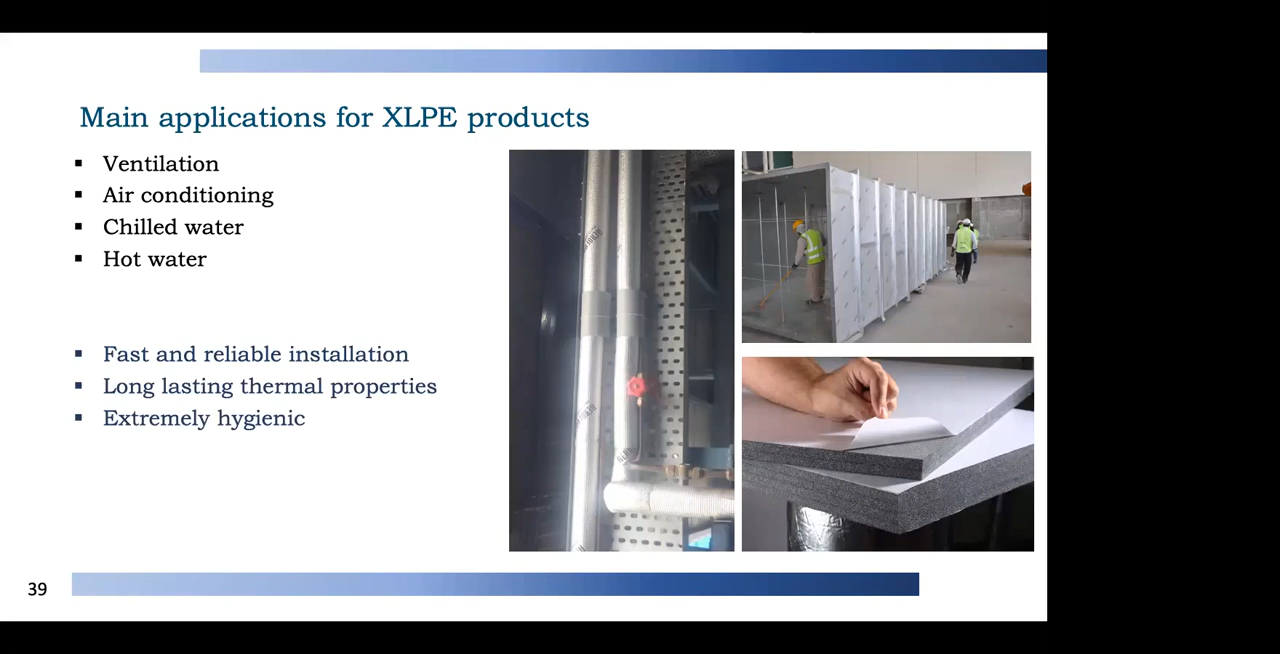 Main applications for XLPE products
▪ Ventilation
▪ Air conditioning
▪ Chilled water
▪ Hot water
▪ Fast and reliable installation
▪ Long lasting thermal properties
▪ Extremely hygienic
39